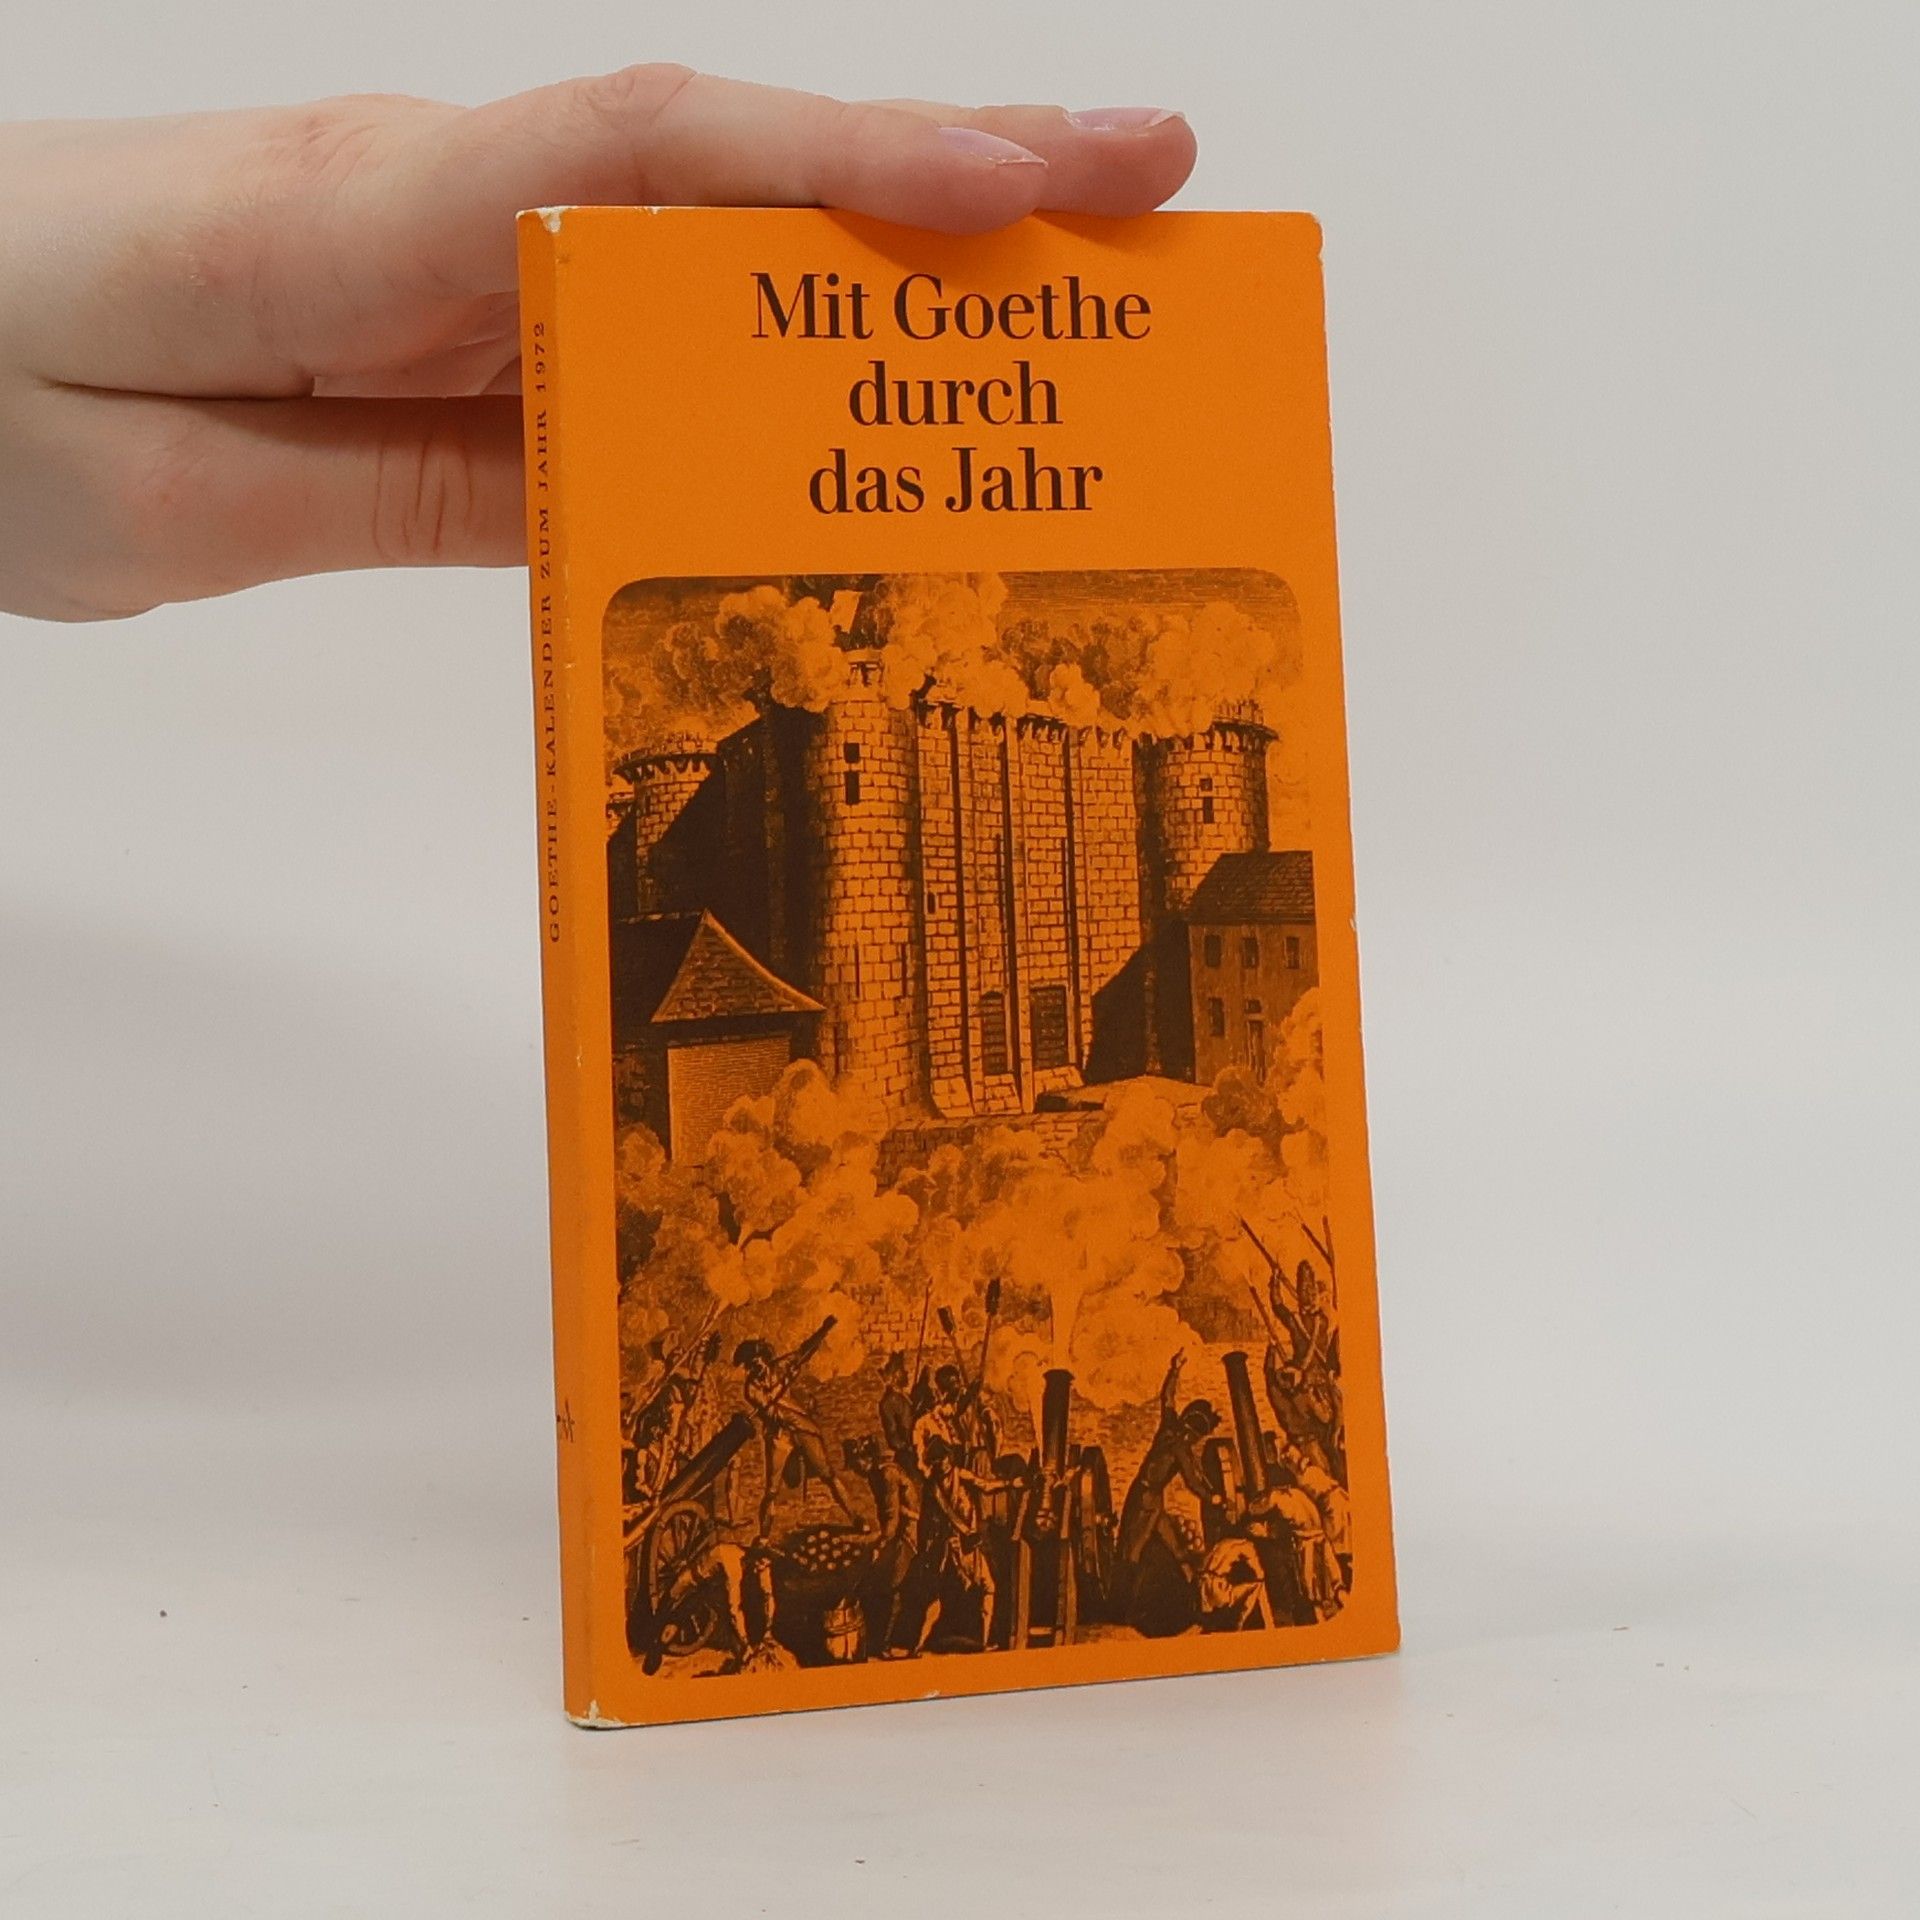 Mit Goethe
durch
das Jahr
GOETHE-KALENDER ZUM JAHR 1972